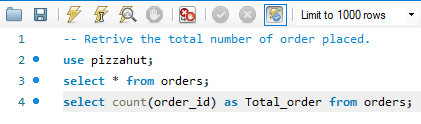 Limit to 1000 rows
1 -- Retrive the total number of order placed.
2 use pizzahut;
3 select * from orders;
4 select count(order_id) as Total_order from orders;